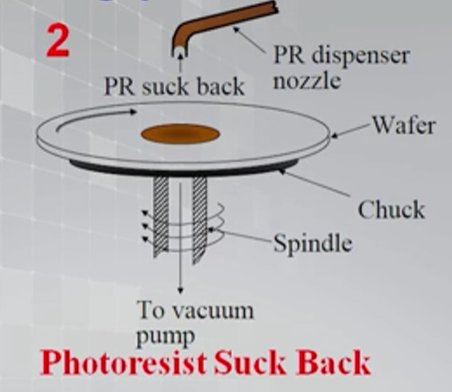 2
PR dispenser
nozzle
PR suck back
Wafer
Chuck
Spindle
To vacuum
pump
Photoresist Suck Back